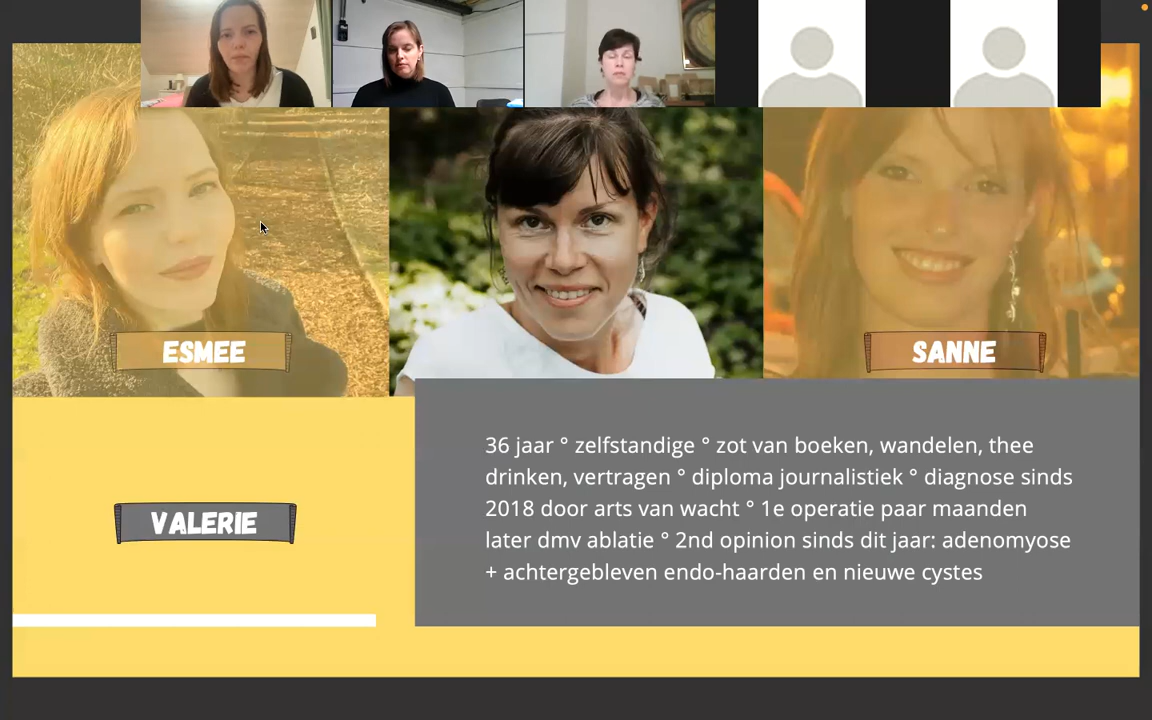 ESMEE
SANNE
VALERIE
36 jaar ° zelfstandige ° zot van boeken, wandelen, thee
drinken, vertragen ° diploma journalistiek ° diagnose sinds
2018 door arts van wacht ° 1e operatie paar maanden
later dmv ablatie ° 2nd opinion sinds dit jaar: adenomyose
+ achtergebleven endo-haarden en nieuwe cystes